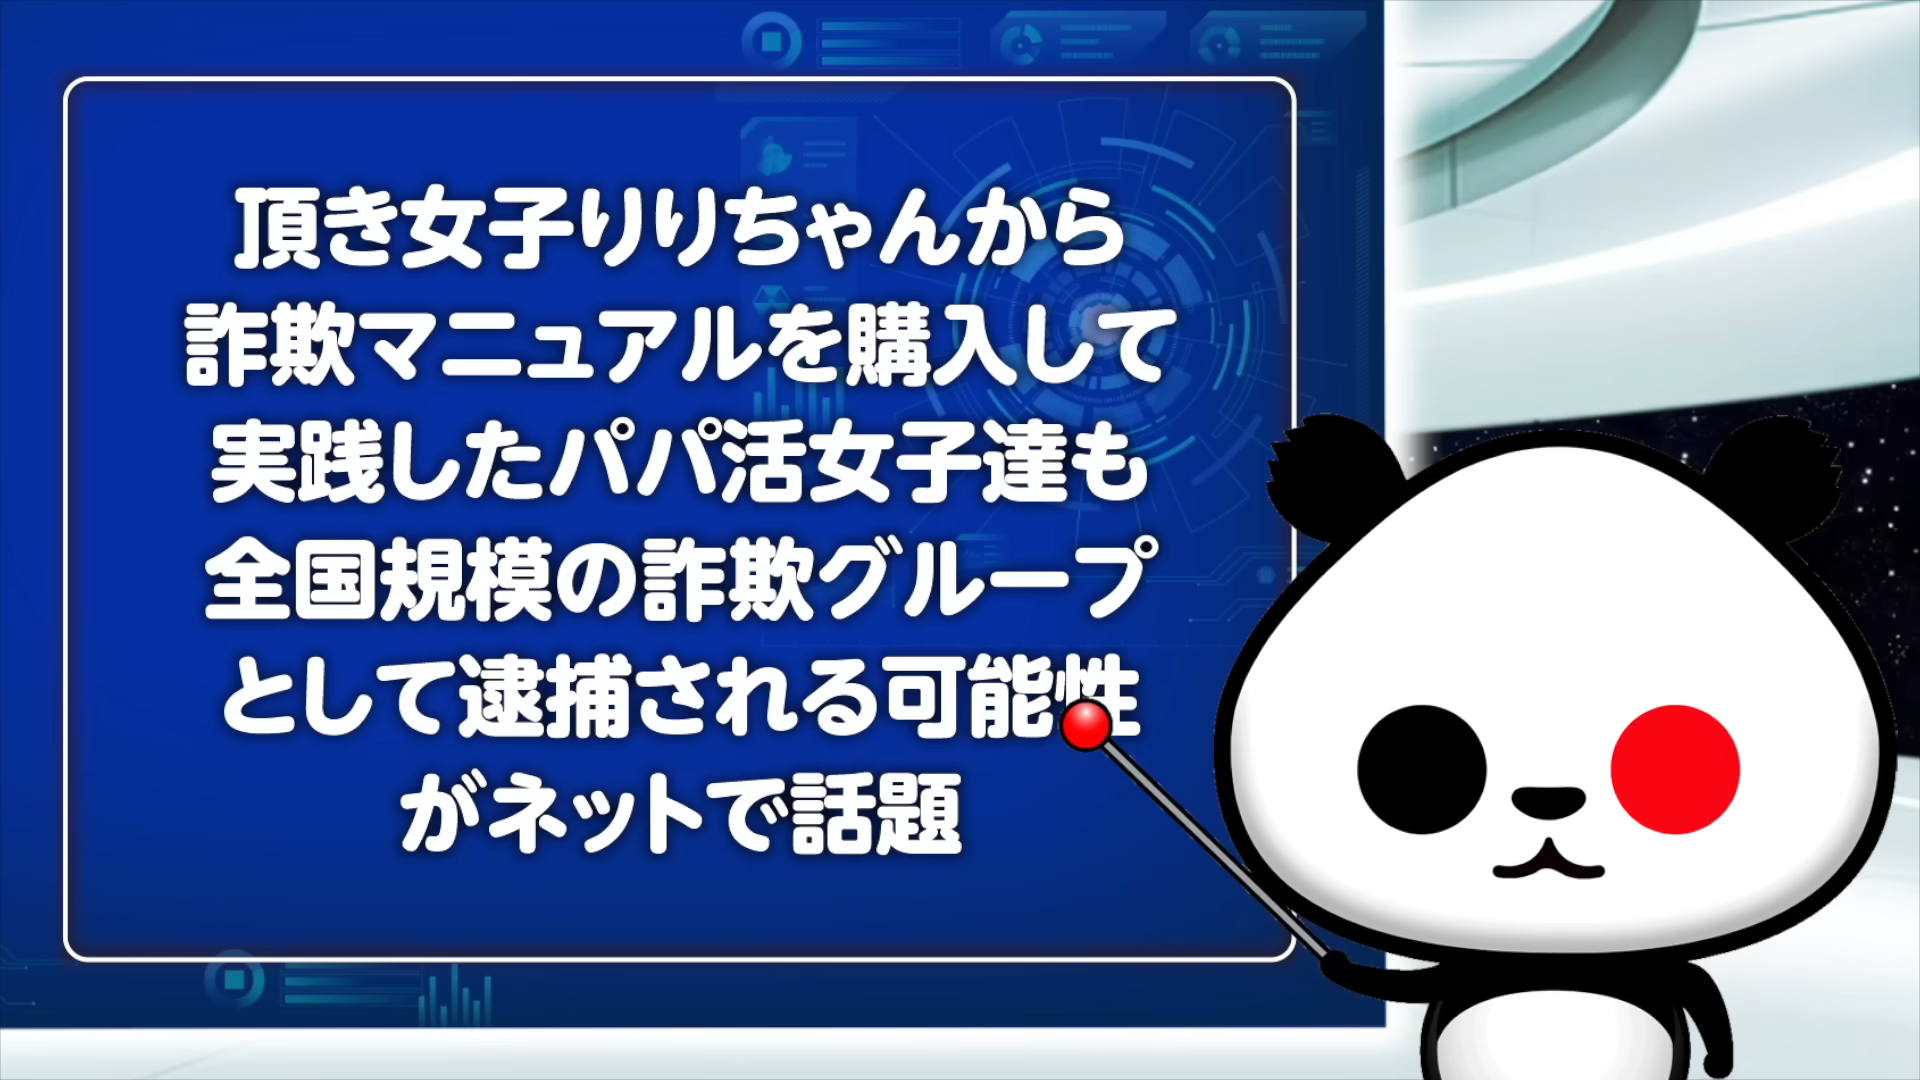 頂き女子りりちゃんから
詐欺マニュアルを購入して
実践したパパ活女子達も
全国規模の詐欺グループ
として逮捕される可能性
がネットで話題